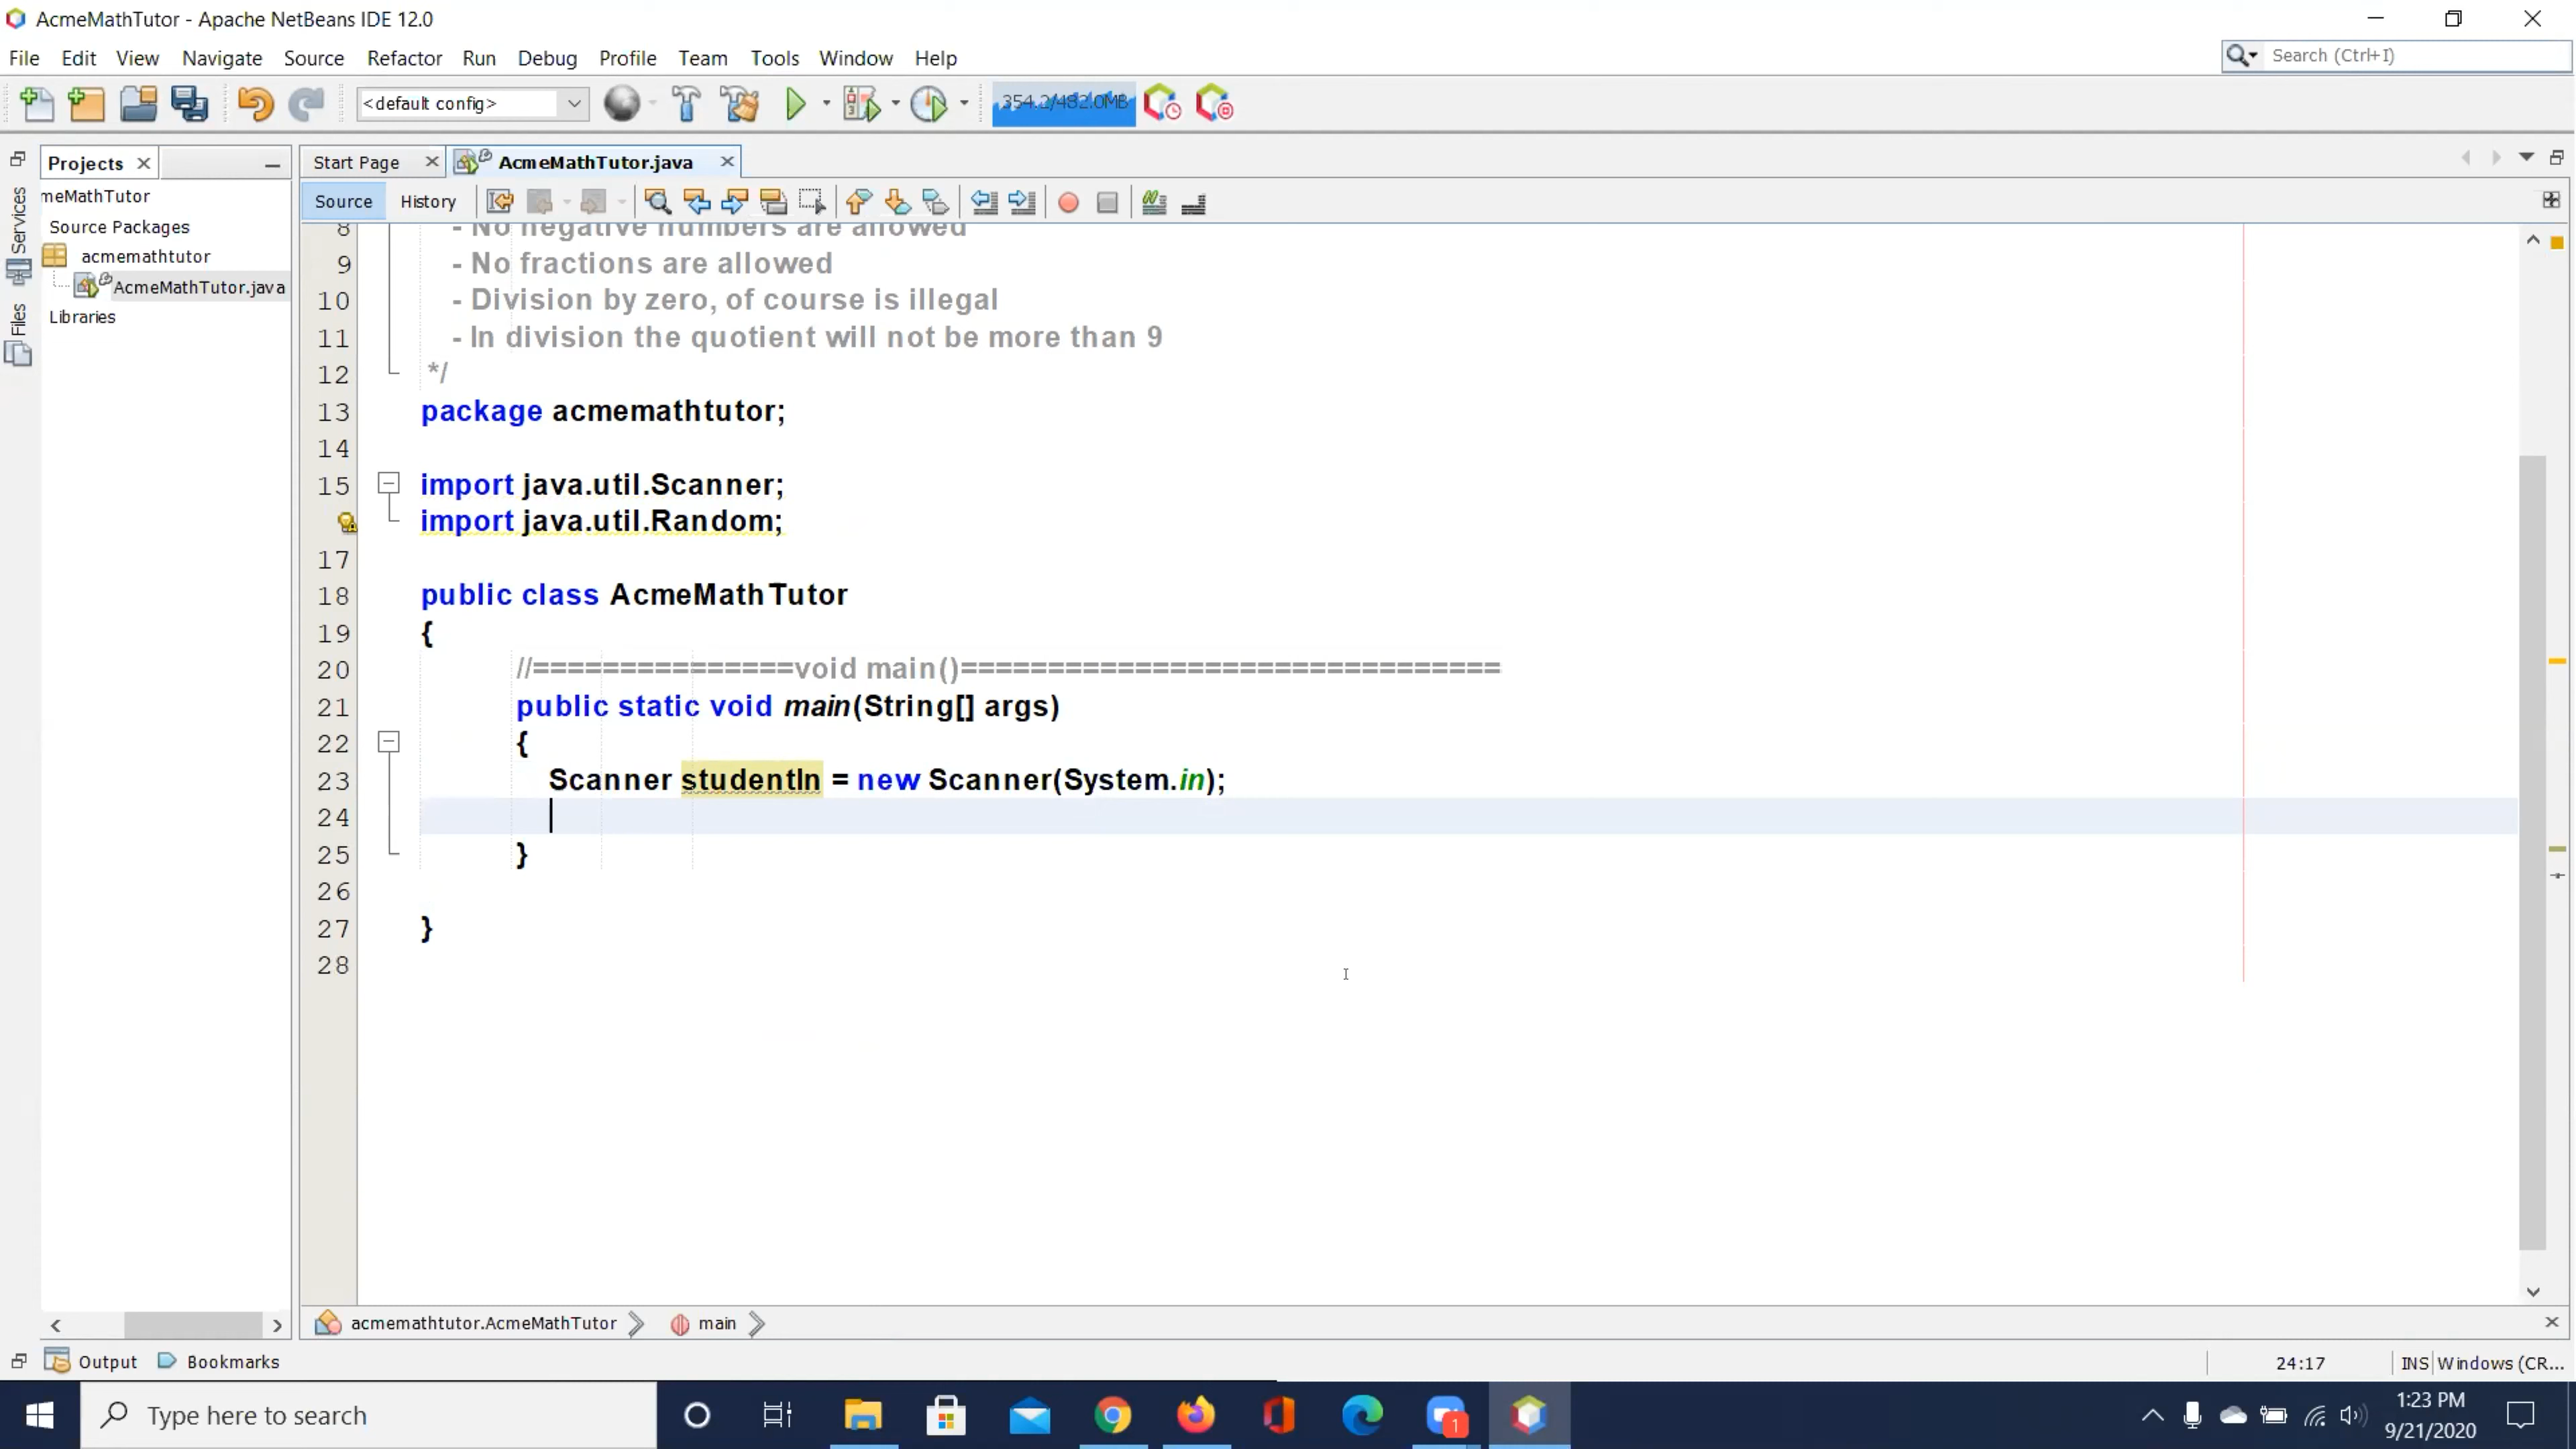 AcmeMathTutor - Apache NetBeans IDE 12.0
File Edit View Navigate Source Refactor Run Debug Profile Team Tools Window Help
Search (Ctrl+I)
<default config>
354.2/482.0MB
Projects
Start Page
AcmeMathTutor.java
Services
Files
meMathTutor
Source Packages
acmemathtutor
AcmeMathTutor.java
Libraries
Source History
8 - No negative numbers are allowed
9 - No fractions are allowed
10 - Division by zero, of course is illegal
11 - In division the quotient will not be more than 9
12 */
13 package acmemathtutor;
14
15 import java.util.Scanner;
import java.util.Random;
17
18 public class AcmeMathTutor
19 {
20 //===============void main()===============================
21 public static void main(String[] args)
22 {
23 Scanner studentIn = new Scanner(System.in);
24
25 }
26
27 }
28
acmemathtutor.AcmeMathTutor main
Output Bookmarks
24:17 INS Windows (CR...
Type here to search
1
1:23 PM
9/21/2020